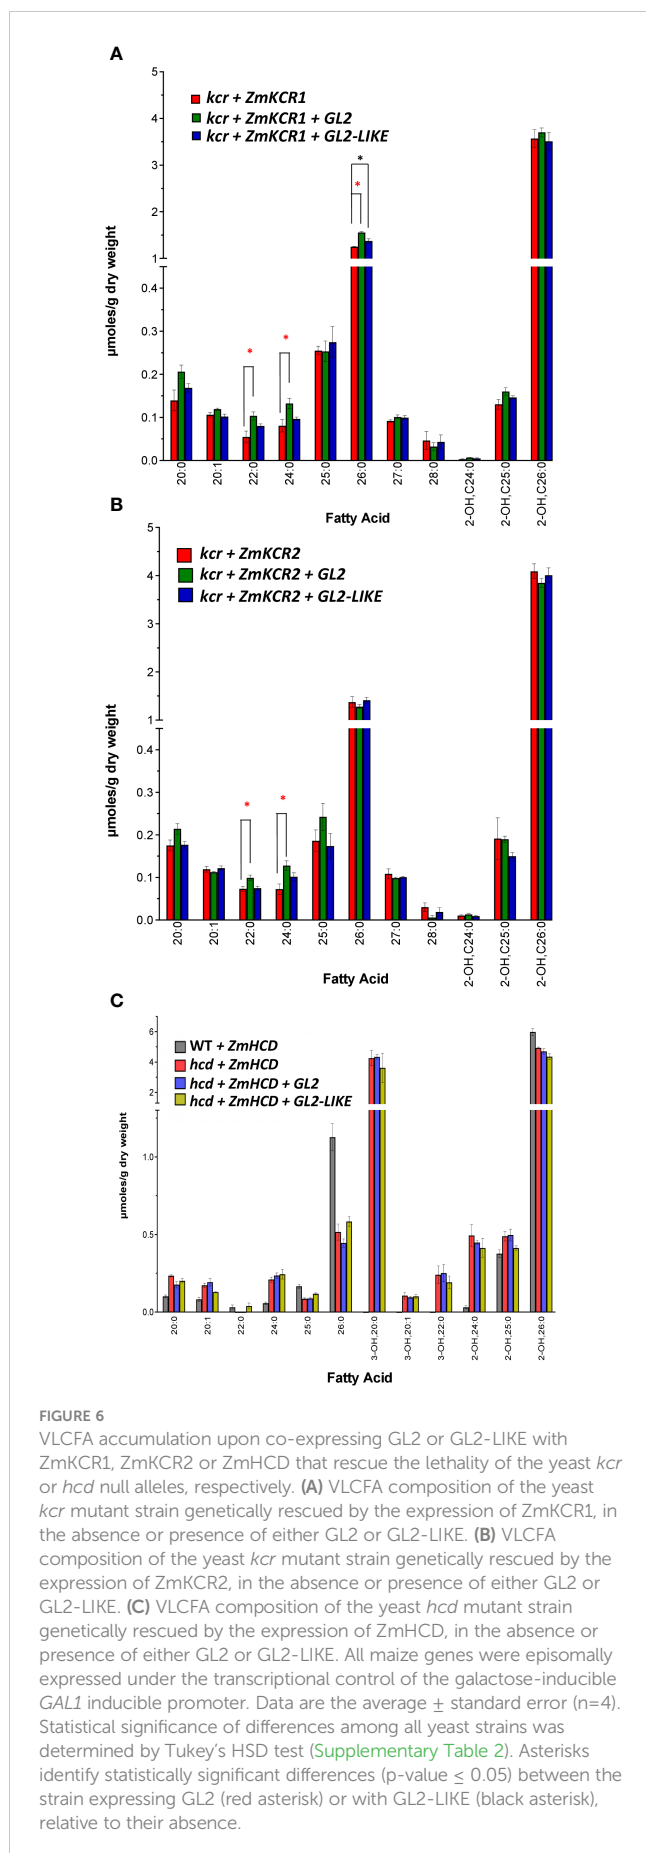 A
5
4
3
2
1
0.4
0.3
0.2
0.1
0.0
µmoles/g dry weight
kcr + ZmKCR1
kcr + ZmKCR1 + GL2
kcr + ZmKCR1 + GL2-LIKE
*
*
*
*
20:0
20:1
22:0
24:0
25:0
26:0
27:0
28:0
2-OH,C24:0
2-OH,C25:0
2-OH,C26:0
Fatty Acid
B
5
4
3
2
1
0.4
0.3
0.2
0.1
0.0
µmoles/g dry weight
kcr + ZmKCR2
kcr + ZmKCR2 + GL2
kcr + ZmKCR2 + GL2-LIKE
*
*
20:0
20:1
22:0
24:0
25:0
26:0
27:0
28:0
2-OH,C24:0
2-OH,C25:0
2-OH,C26:0
Fatty Acid
C
6
4
2
1.0
0.5
0.0
µmoles/g dry weight
WT + ZmHCD
hcd + ZmHCD
hcd + ZmHCD + GL2
hcd + ZmHCD + GL2-LIKE
20:0
20:1
22:0
24:0
25:0
26:0
3-OH,20:0
3-OH,20:1
3-OH,22:0
2-OH,24:0
2-OH,25:0
2-OH,26:0
Fatty Acid
FIGURE 6
VLCFA accumulation upon co-expressing GL2 or GL2-LIKE with
ZmKCR1, ZmKCR2 or ZmHCD that rescue the lethality of the yeast kcr
or hcd null alleles, respectively. (A) VLCFA composition of the yeast
kcr mutant strain genetically rescued by the expression of ZmKCR1, in
the absence or presence of either GL2 or GL2-LIKE. (B) VLCFA
composition of the yeast kcr mutant strain genetically rescued by the
expression of ZmKCR2, in the absence or presence of either GL2 or
GL2-LIKE. (C) VLCFA composition of the yeast hcd mutant strain
genetically rescued by the expression of ZmHCD, in the absence or
presence of either GL2 or GL2-LIKE. All maize genes were episomally
expressed under the transcriptional control of the galactose-inducible
GAL1 inducible promoter. Data are the average ± standard error (n=4).
Statistical significance of differences among all yeast strains was
determined by Tukey’s HSD test (Supplementary Table 2). Asterisks
identify statistically significant differences (p-value ≤ 0.05) between the
strain expressing GL2 (red asterisk) or with GL2-LIKE (black asterisk),
relative to their absence.